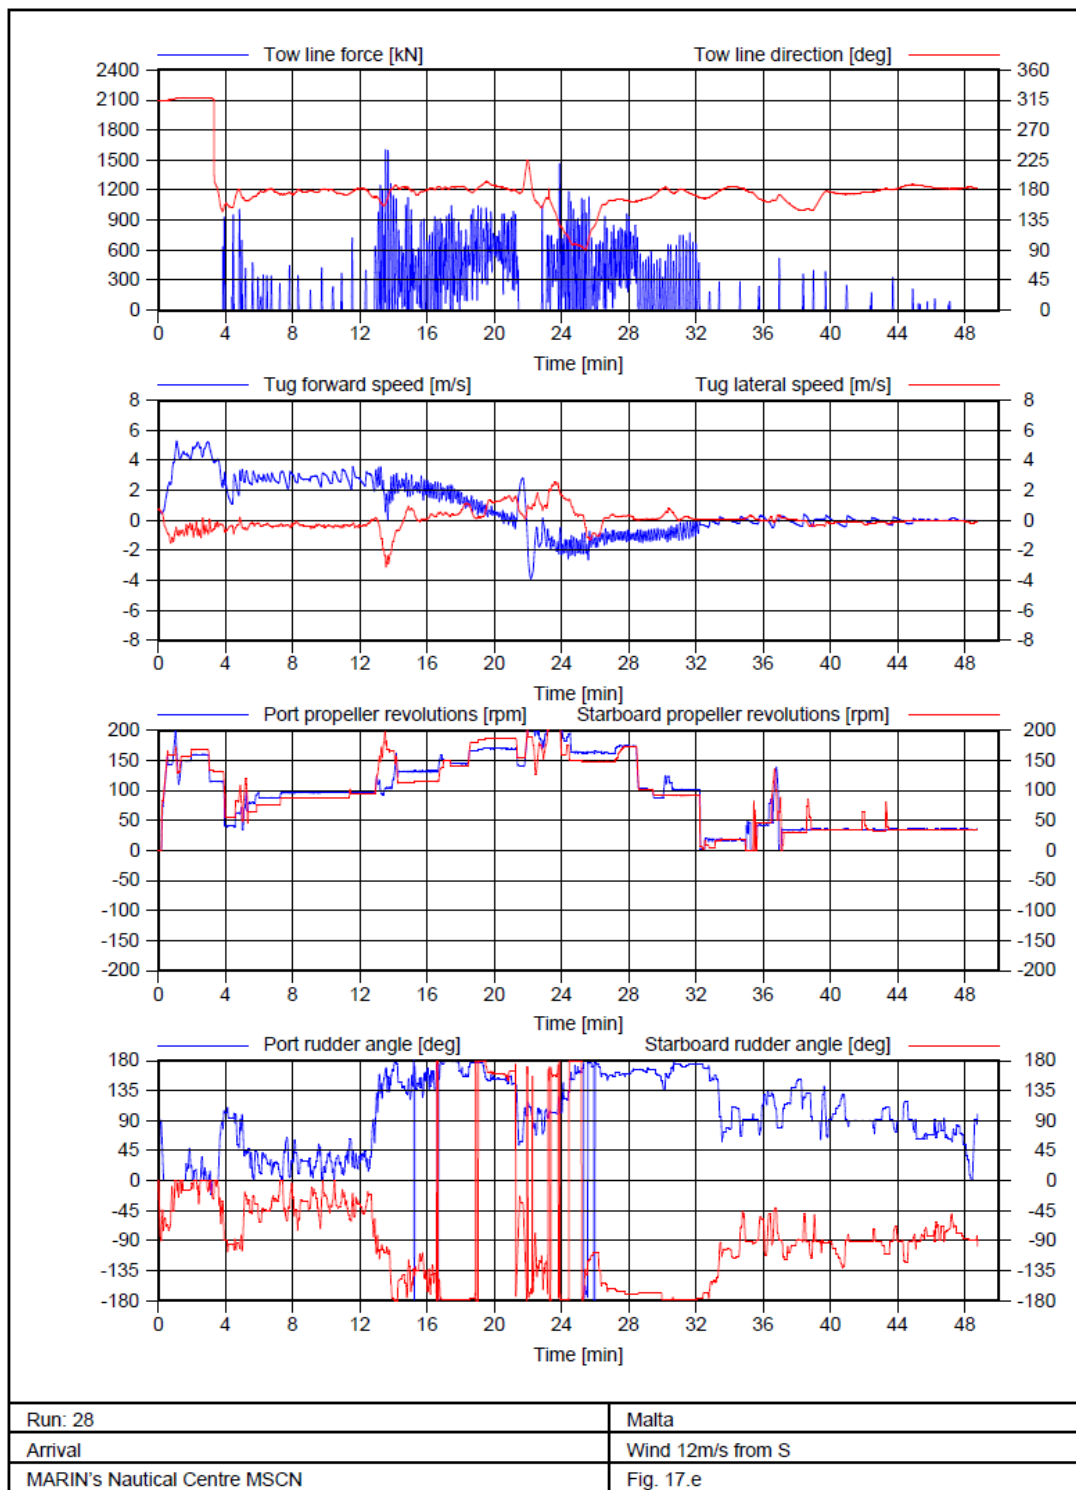 Tow line force [kN] Tow line direction [deg]
2400 360
2100 315
1800 270
1500 225
1200 180
900 135
600 90
300 45
0 0
0 4 8 12 16 20 24 28 32 36 40 44 48
Time [min]
Tug forward speed [m/s] Tug lateral speed [m/s]
8 8
6 6
4 4
2 2
0 0
-2 -2
-4 -4
-6 -6
-8 -8
0 4 8 12 16 20 24 28 32 36 40 44 48
Time [min]
Port propeller revolutions [rpm] Starboard propeller revolutions [rpm]
200 200
150 150
100 100
50 50
0 0
-50 -50
-100 -100
-150 -150
-200 -200
0 4 8 12 16 20 24 28 32 36 40 44 48
Time [min]
Port rudder angle [deg] Starboard rudder angle [deg]
180 180
135 135
90 90
45 45
0 0
-45 -45
-90 -90
-135 -135
-180 -180
0 4 8 12 16 20 24 28 32 36 40 44 48
Time [min]
Run: 28 Malta
Arrival Wind 12m/s from S
MARIN's Nautical Centre MSCN Fig. 17.e